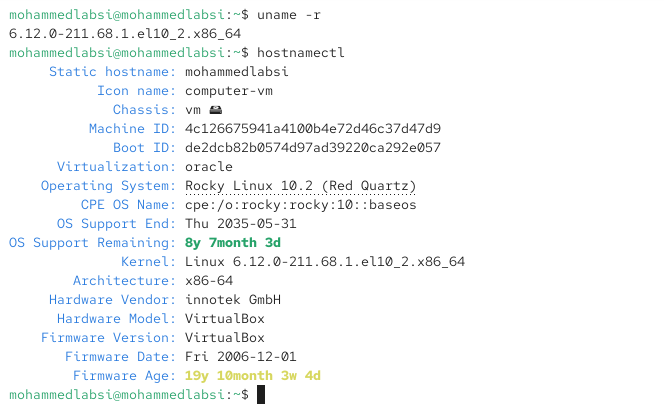 mohammedlabsi@mohammedlabsi:~$ uname -r
6.12.0-211.68.1.el10_2.x86_64
mohammedlabsi@mohammedlabsi:~$ hostnamectl
Static hostname: mohammedlabsi
Icon name: computer-vm
Chassis: vm 🖴
Machine ID: 4c126675941a4100b4e72d46c37d47d9
Boot ID: de2dcb82b0574d97ad39220ca292e057
Virtualization: oracle
Operating System: Rocky Linux 10.2 (Red Quartz)
CPE OS Name: cpe:/o:rocky:rocky:10::baseos
OS Support End: Thu 2035-05-31
OS Support Remaining: 8y 7month 3d
Kernel: Linux 6.12.0-211.68.1.el10_2.x86_64
Architecture: x86-64
Hardware Vendor: innotek GmbH
Hardware Model: VirtualBox
Firmware Version: VirtualBox
Firmware Date: Fri 2006-12-01
Firmware Age: 19y 10month 3w 4d
mohammedlabsi@mohammedlabsi:~$